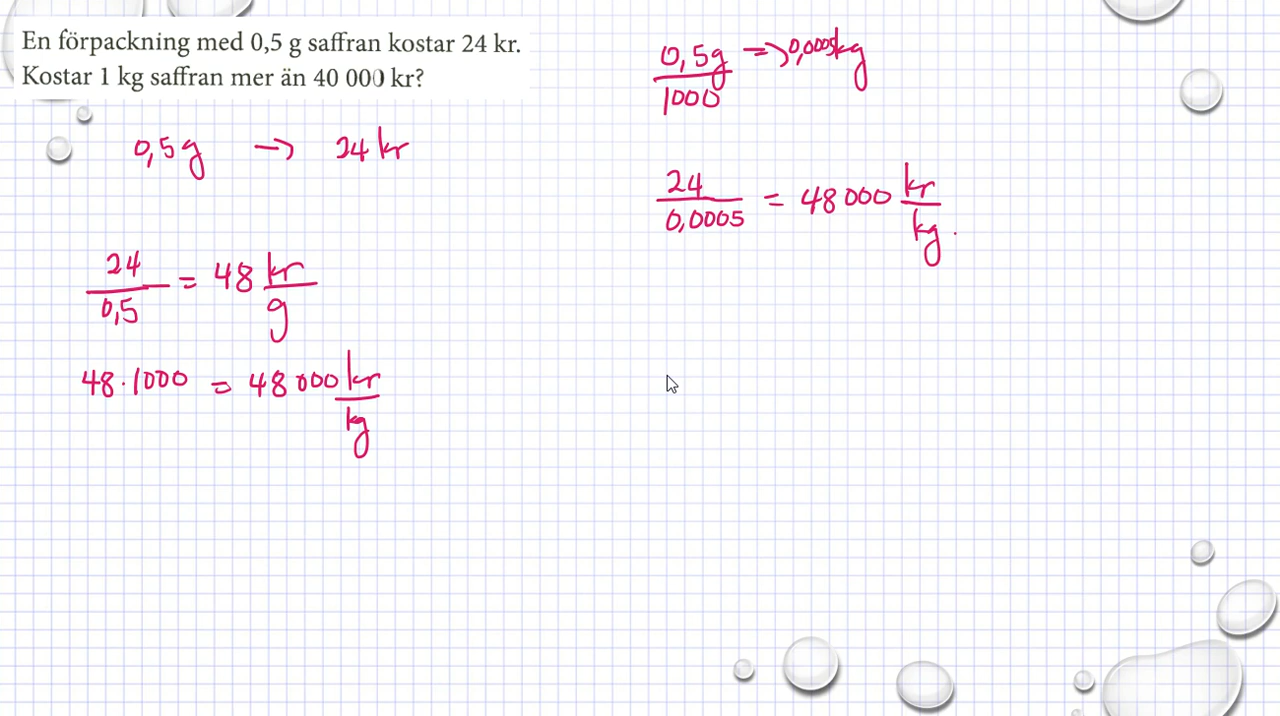 En förpackning med 0,5 g saffran kostar 24 kr.
Kostar 1 kg saffran mer än 40 000 kr?
0,5g → 24 kr
24/0,5 = 48 kr/g
48·1000 = 48 000 kr/kg
0,5g/1000 → 0,0005kg
24/0,0005 = 48 000 kr/kg.